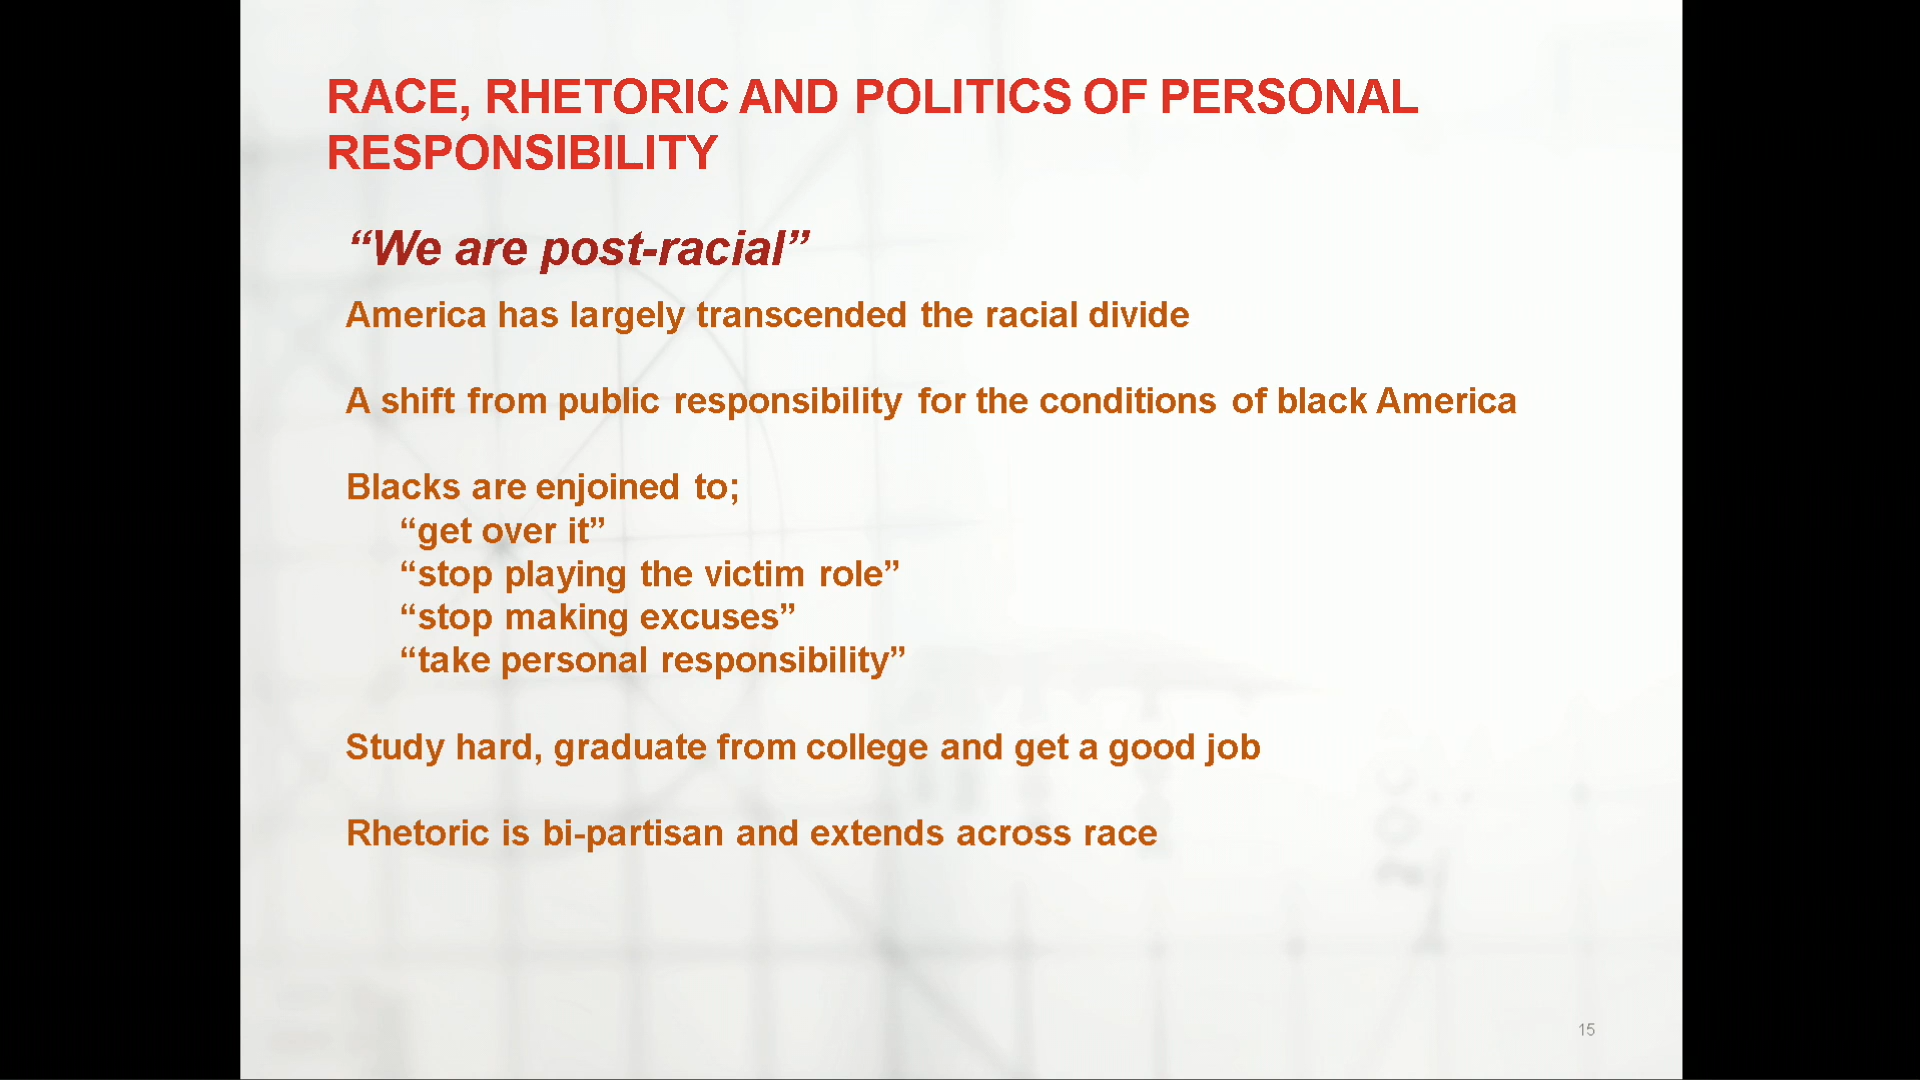 RACE, RHETORIC AND POLITICS OF PERSONAL
RESPONSIBILITY
“We are post-racial”
America has largely transcended the racial divide
A shift from public responsibility for the conditions of black America
Blacks are enjoined to;
“get over it”
“stop playing the victim role”
“stop making excuses”
“take personal responsibility”
Study hard, graduate from college and get a good job
Rhetoric is bi-partisan and extends across race
15